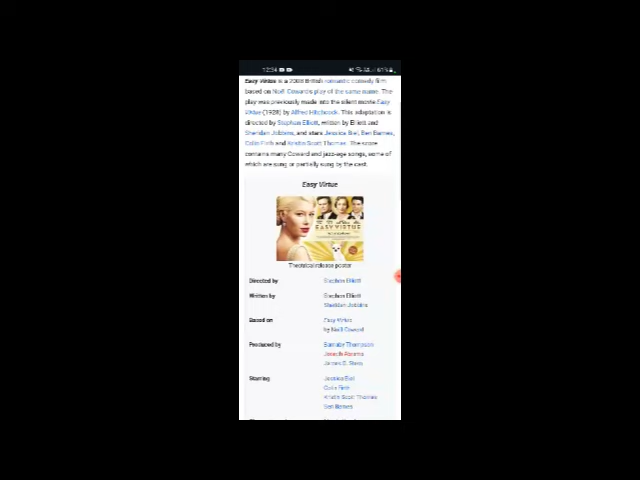 12:34 61%
Easy Virtue is a 2008 British romantic comedy film
based on Noël Coward's play of the same name. The
play was previously made into the silent movie Easy
Virtue (1928) by Alfred Hitchcock. This adaptation is
directed by Stephan Elliott, written by Elliott and
Sheridan Jobbins, and stars Jessica Biel, Ben Barnes,
Colin Firth and Kristin Scott Thomas. The score
contains many Coward and jazz-age songs, some of
which are sung or partially sung by the cast.
Easy Virtue
EASY VIRTUE
Theatrical release poster
Directed by Stephan Elliott
Written by Stephan Elliott
Sheridan Jobbins
Based on Easy Virtue
by Noël Coward
Produced by Barnaby Thompson
Joseph Abrams
James D. Stern
Starring Jessica Biel
Colin Firth
Kristin Scott Thomas
Ben Barnes